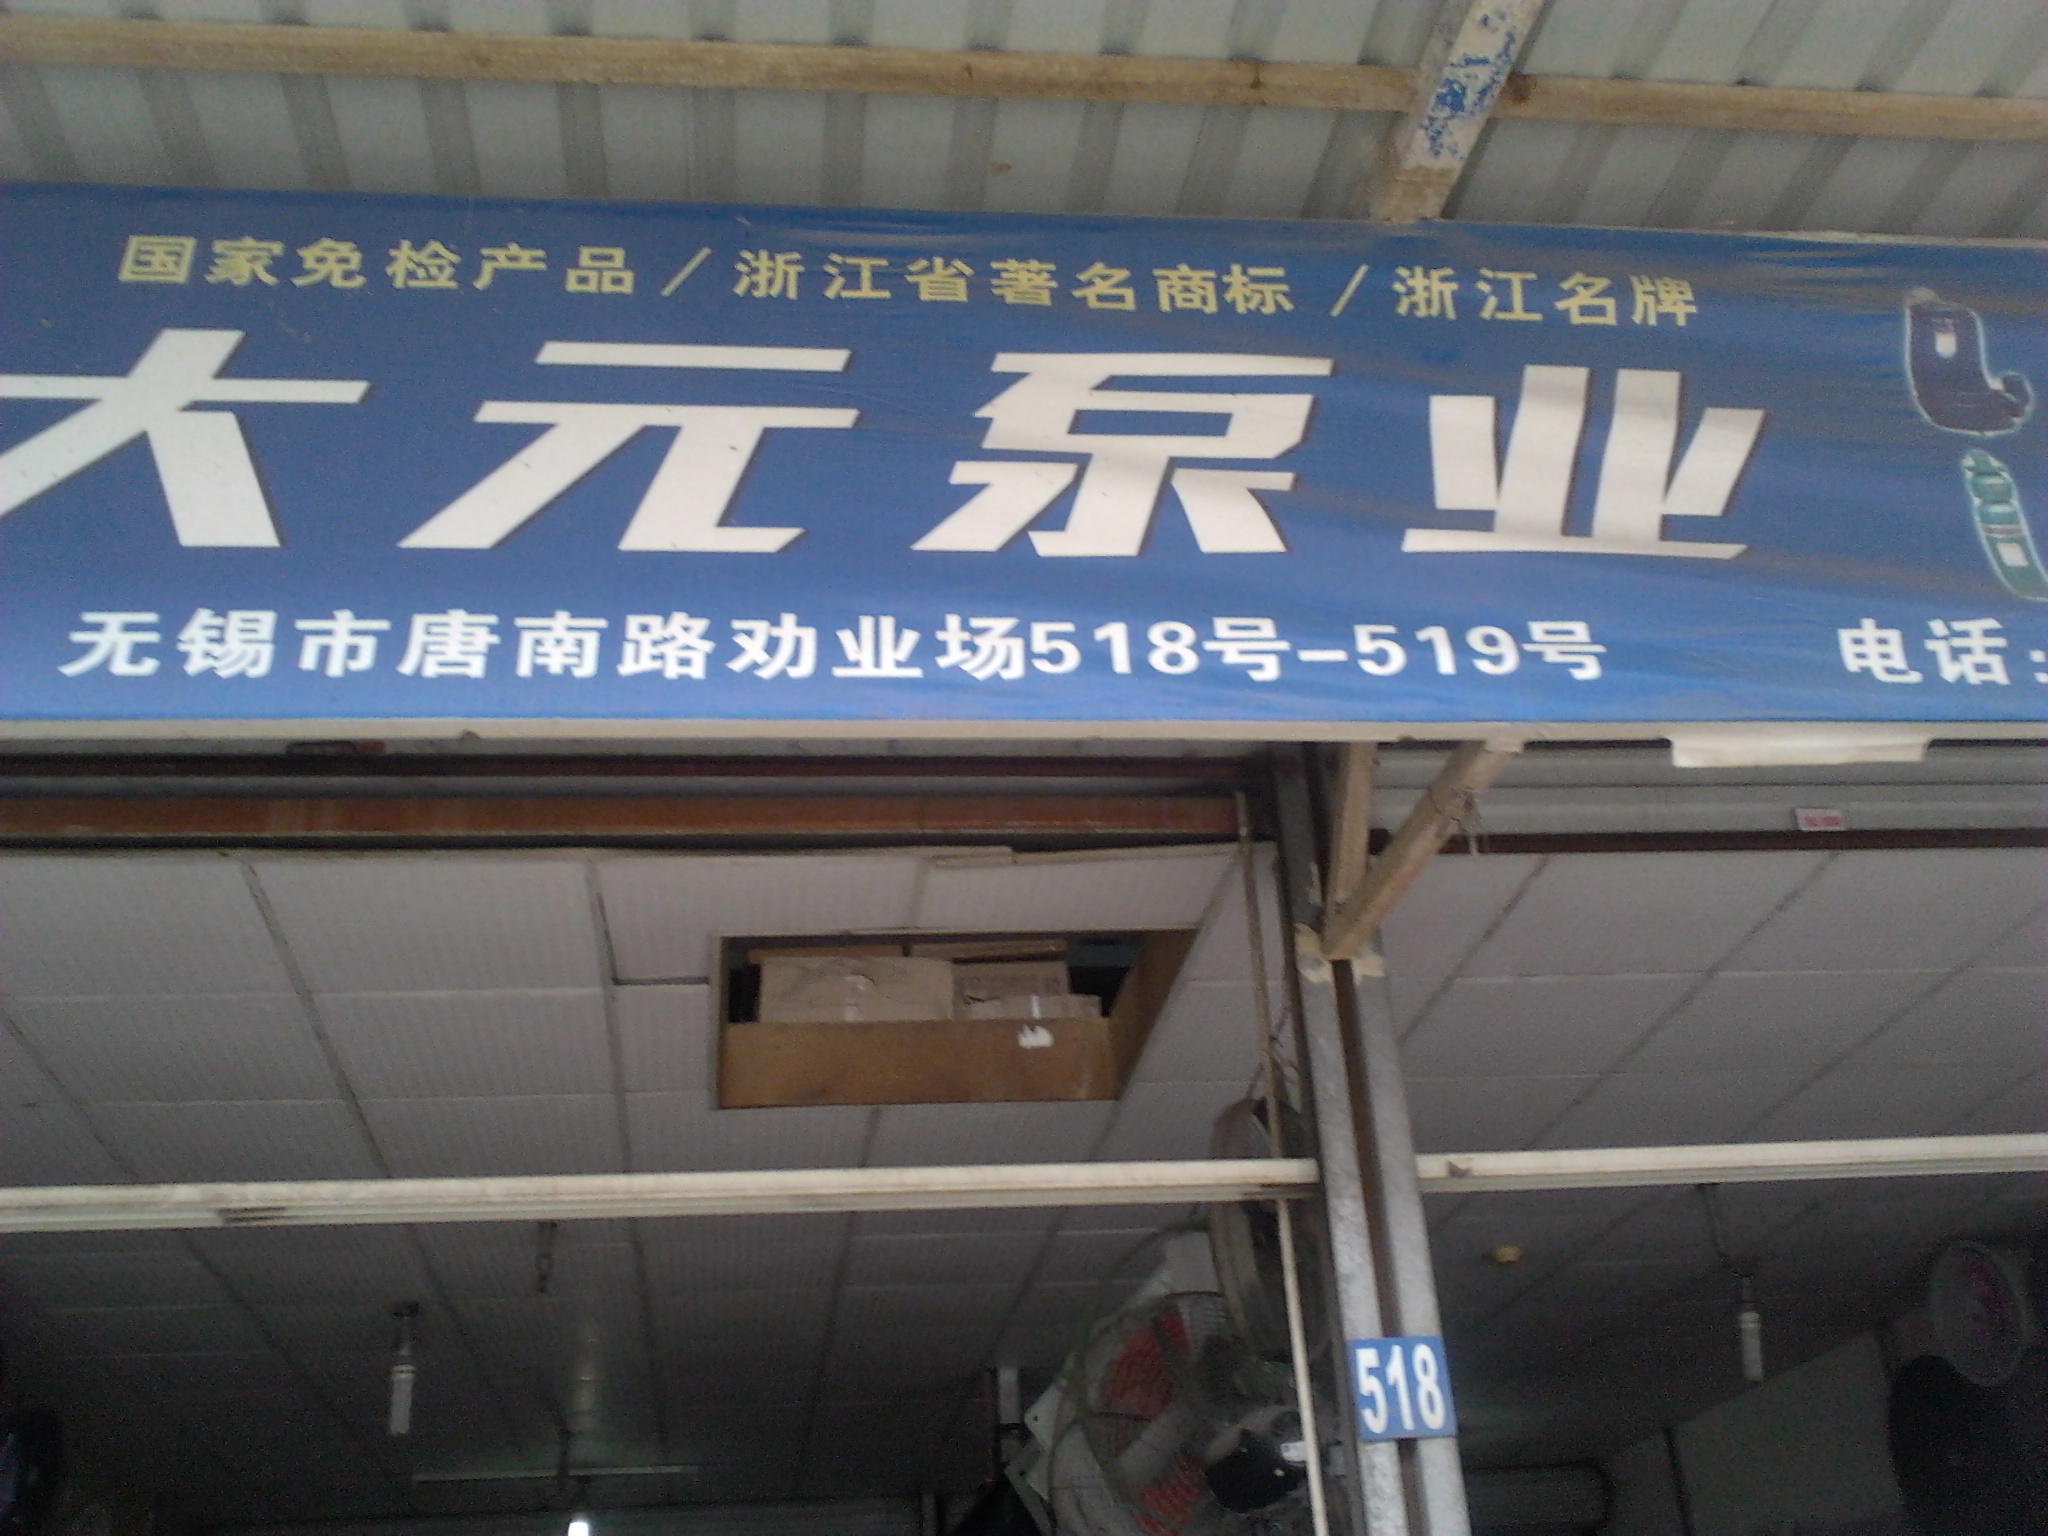 国家免检产品/浙江省著名商标/浙江名牌
大元泵业
无锡市唐南路劝业场518号-519号 电话:
518